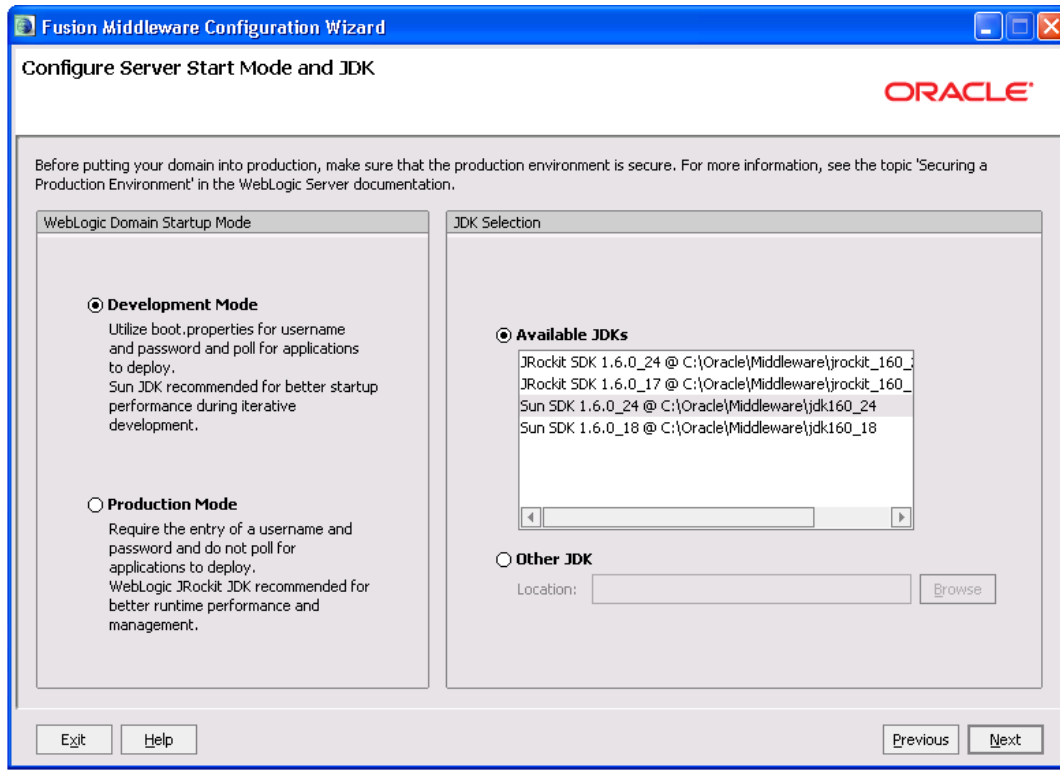 Fusion Middleware Configuration Wizard
Configure Server Start Mode and JDK
ORACLE
Before putting your domain into production, make sure that the production environment is secure. For more information, see the topic 'Securing a
Production Environment' in the WebLogic Server documentation.
WebLogic Domain Startup Mode
Development Mode
Utilize boot.properties for username
and password and poll for applications
to deploy.
Sun JDK recommended for better startup
performance during iterative
development.
Production Mode
Require the entry of a username and
password and do not poll for
applications to deploy.
WebLogic JRockit JDK recommended for
better runtime performance and
management.
JDK Selection
Available JDKs
JRockit SDK 1.6.0_24 @ C:\Oracle\Middleware\jrockit_160_
JRockit SDK 1.6.0_17 @ C:\Oracle\Middleware\jrockit_160_
Sun SDK 1.6.0_24 @ C:\Oracle\Middleware\jdk160_24
Sun SDK 1.6.0_18 @ C:\Oracle\Middleware\jdk160_18
Other JDK
Location:
Browse
Exit
Help
Previous
Next